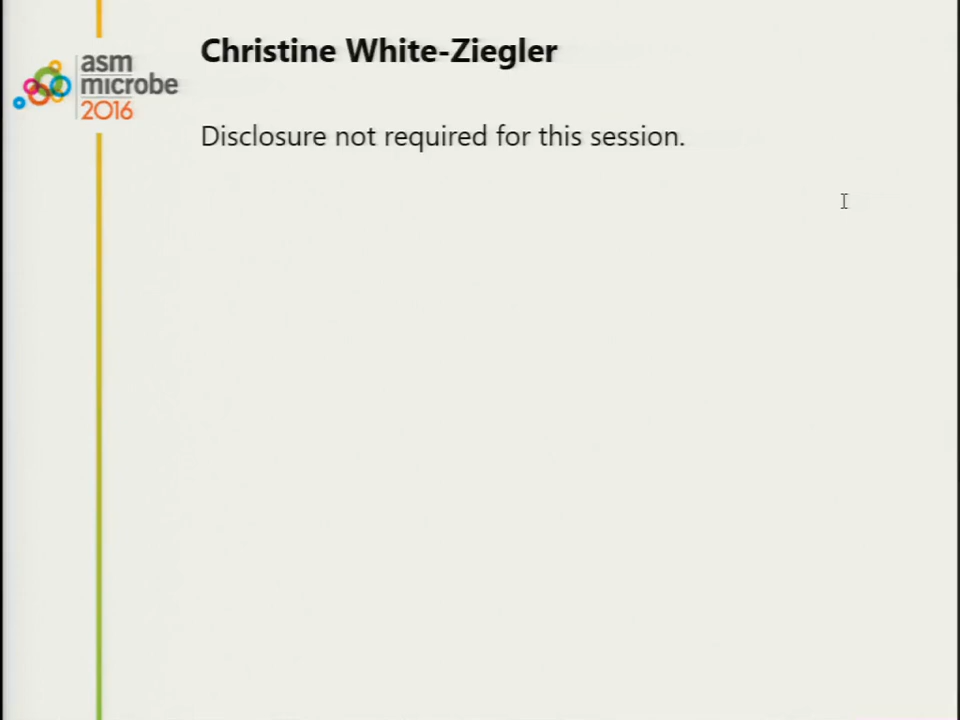 Christine White-Ziegler
asm
microbe
2016
Disclosure not required for this session.